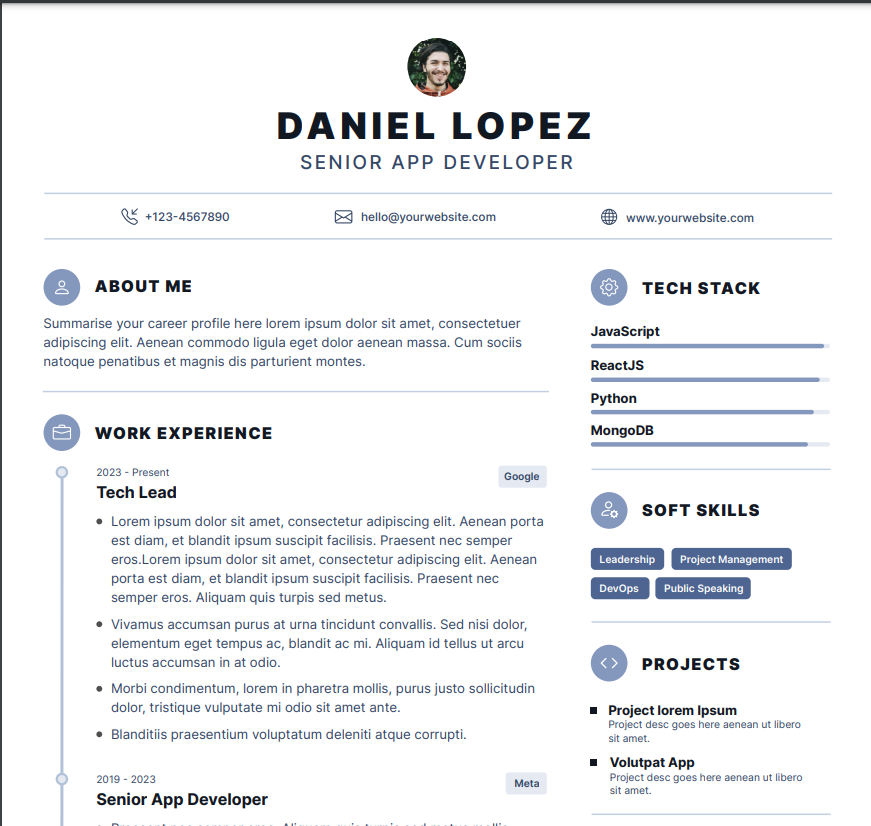 DANIEL LOPEZ
SENIOR APP DEVELOPER
+123-4567890
hello@yourwebsite.com
www.yourwebsite.com
ABOUT ME
Summarise your career profile here lorem ipsum dolor sit amet, consectetuer
adipiscing elit. Aenean commodo ligula eget dolor aenean massa. Cum sociis
natoque penatibus et magnis dis parturient montes.
WORK EXPERIENCE
2023 - Present
Google
Tech Lead
Lorem ipsum dolor sit amet, consectetur adipiscing elit. Aenean porta
est diam, et blandit ipsum suscipit facilisis. Praesent nec semper
eros.Lorem ipsum dolor sit amet, consectetur adipiscing elit. Aenean
porta est diam, et blandit ipsum suscipit facilisis. Praesent nec
semper eros. Aliquam quis turpis sed metus.
Vivamus accumsan purus at urna tincidunt convallis. Sed nisi dolor,
elementum eget tempus ac, blandit ac mi. Aliquam id tellus ut arcu
luctus accumsan in at odio.
Morbi condimentum, lorem in pharetra mollis, purus justo sollicitudin
dolor, tristique vulputate mi odio sit amet ante.
Blanditiis praesentium voluptatum deleniti atque corrupti.
2019 - 2023
Meta
Senior App Developer
TECH STACK
JavaScript
ReactJS
Python
MongoDB
SOFT SKILLS
Leadership
Project Management
DevOps
Public Speaking
PROJECTS
Project lorem Ipsum
Project desc goes here aenean ut libero
sit amet.
Volutpat App
Project desc goes here aenean ut libero
sit amet.